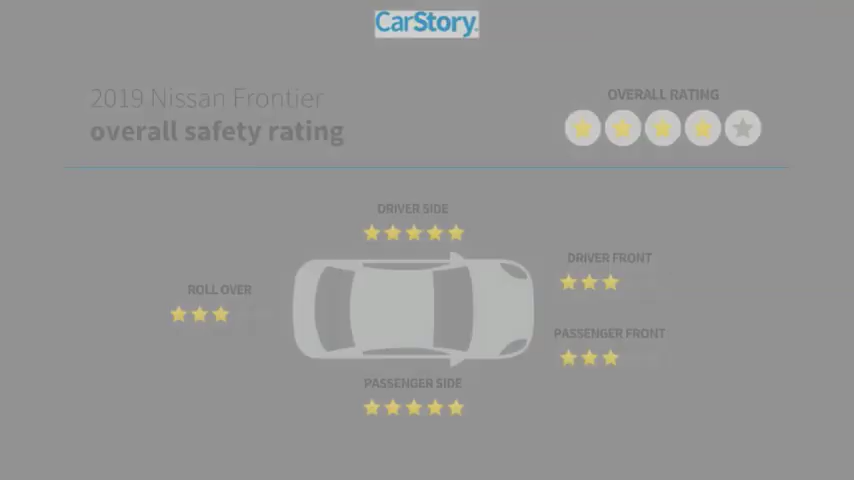 CarStory.
2019 Nissan Frontier
overall safety rating
OVERALL RATING
DRIVER SIDE
DRIVER FRONT
ROLL OVER
PASSENGER FRONT
PASSENGER SIDE